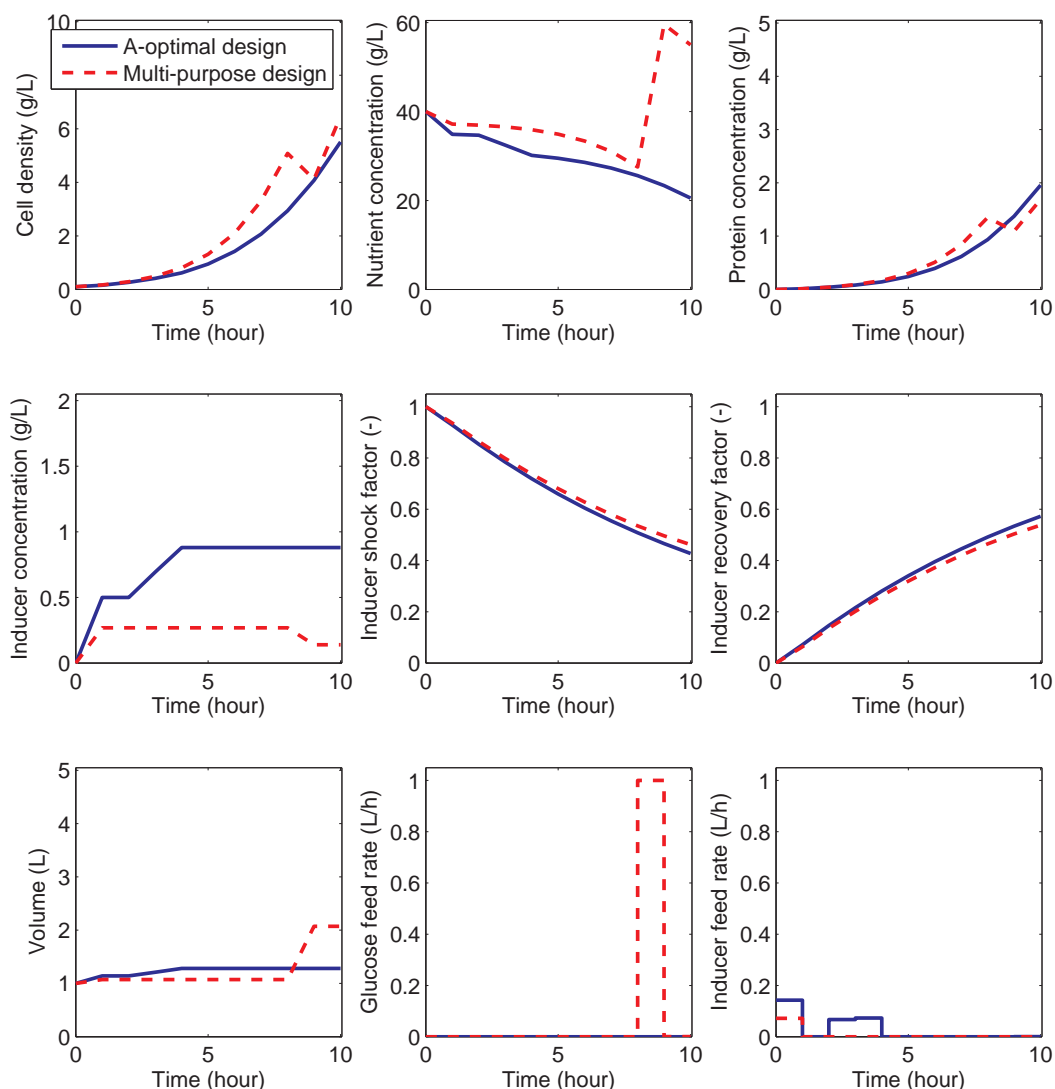 A-optimal design
Multi-purpose design
Cell density (g/L)
10
6
4
2
0
0 5 10
Time (hour)
Nutrient concentration (g/L)
60
40
20
0
0 5 10
Time (hour)
Protein concentration (g/L)
5
4
3
2
1
0
0 5 10
Time (hour)
Inducer concentration (g/L)
2
1.5
1
0.5
0
0 5 10
Time (hour)
Inducer shock factor (-)
1
0.8
0.6
0.4
0.2
0
0 5 10
Time (hour)
Inducer recovery factor (-)
1
0.8
0.6
0.4
0.2
0
0 5 10
Time (hour)
Volume (L)
5
4
3
2
1
0
0 5 10
Time (hour)
Glucose feed rate (L/h)
1
0.8
0.6
0.4
0.2
0
0 5 10
Time (hour)
Inducer feed rate (L/h)
1
0.8
0.6
0.4
0.2
0
0 5 10
Time (hour)